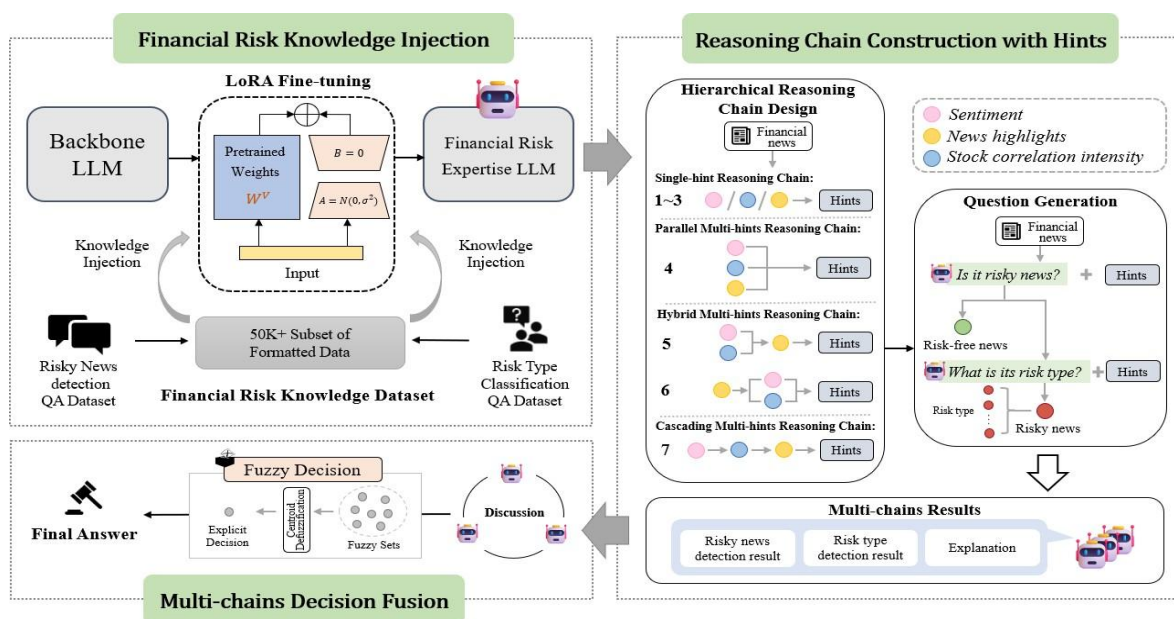 Financial Risk Knowledge Injection
LoRA Fine-tuning
Backbone
LLM
Pretrained
Weights
W^V
B = 0
A = N(0,σ²)
Input
Financial Risk
Expertise LLM
Knowledge
Injection
Knowledge
Injection
50K+ Subset of
Formatted Data
Risky News
detection
QA Dataset
Financial Risk Knowledge Dataset
Risk Type
Classification
QA Dataset
Reasoning Chain Construction with Hints
Hierarchical Reasoning
Chain Design
Financial
news
Single-hint Reasoning Chain:
1~3
/
/
Hints
Parallel Multi-hints Reasoning Chain:
4
Hints
Hybrid Multi-hints Reasoning Chain:
5
Hints
6
Hints
Cascading Multi-hints Reasoning Chain:
7
Hints
Sentiment
News highlights
Stock correlation intensity
Question Generation
Financial
news
Is it risky news?
+
Hints
Risk-free news
What is its risk type?
+
Hints
Risk type
Risky news
Multi-chains Results
Risky news
detection result
Risk type
detection result
Explanation
Fuzzy Decision
Final Answer
Explicit
Decision
Centroid
Defuzzification
Fuzzy Sets
Discussion
Multi-chains Decision Fusion